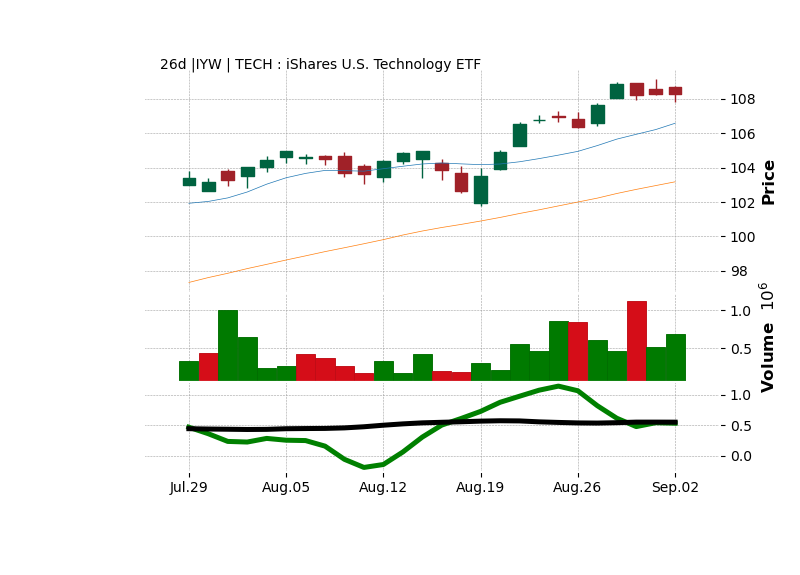 26d |IYW | TECH : iShares U.S. Technology ETF
108
106
104
102
100
98
Price
1.0
0.5
Volume 10^6
1.0
0.5
0.0
Jul.29 Aug.05 Aug.12 Aug.19 Aug.26 Sep.02